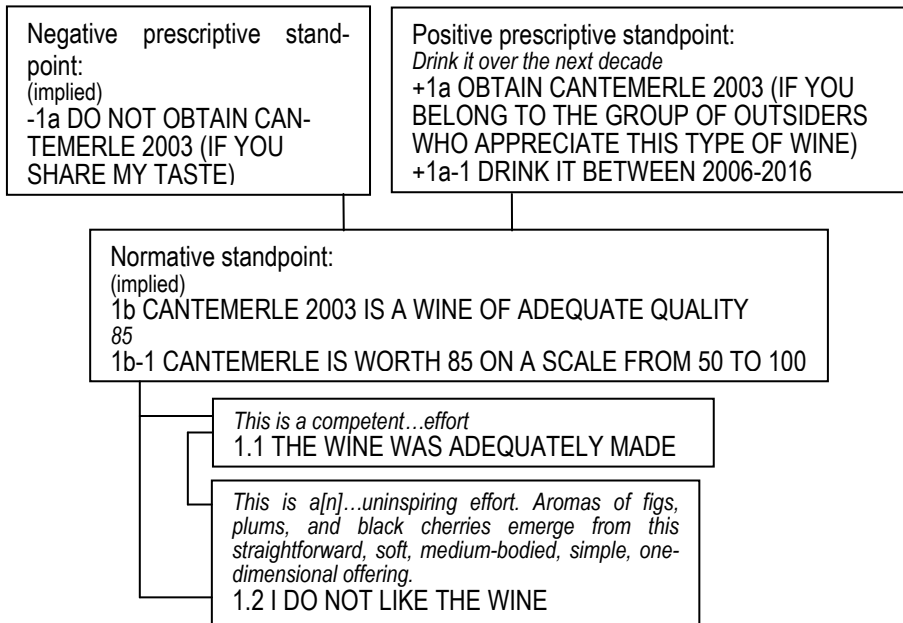 Negative prescriptive stand-
point:
(implied)
-1a DO NOT OBTAIN CAN-
TEMERLE 2003 (IF YOU
SHARE MY TASTE)
Positive prescriptive standpoint:
Drink it over the next decade
+1a OBTAIN CANTEMERLE 2003 (IF YOU
BELONG TO THE GROUP OF OUTSIDERS
WHO APPRECIATE THIS TYPE OF WINE)
+1a-1 DRINK IT BETWEEN 2006-2016
Normative standpoint:
(implied)
1b CANTEMERLE 2003 IS A WINE OF ADEQUATE QUALITY
85
1b-1 CANTEMERLE IS WORTH 85 ON A SCALE FROM 50 TO 100
This is a competent…effort
1.1 THE WINE WAS ADEQUATELY MADE
This is a[n]…uninspiring effort. Aromas of figs,
plums, and black cherries emerge from this
straightforward, soft, medium-bodied, simple, one-
dimensional offering.
1.2 I DO NOT LIKE THE WINE